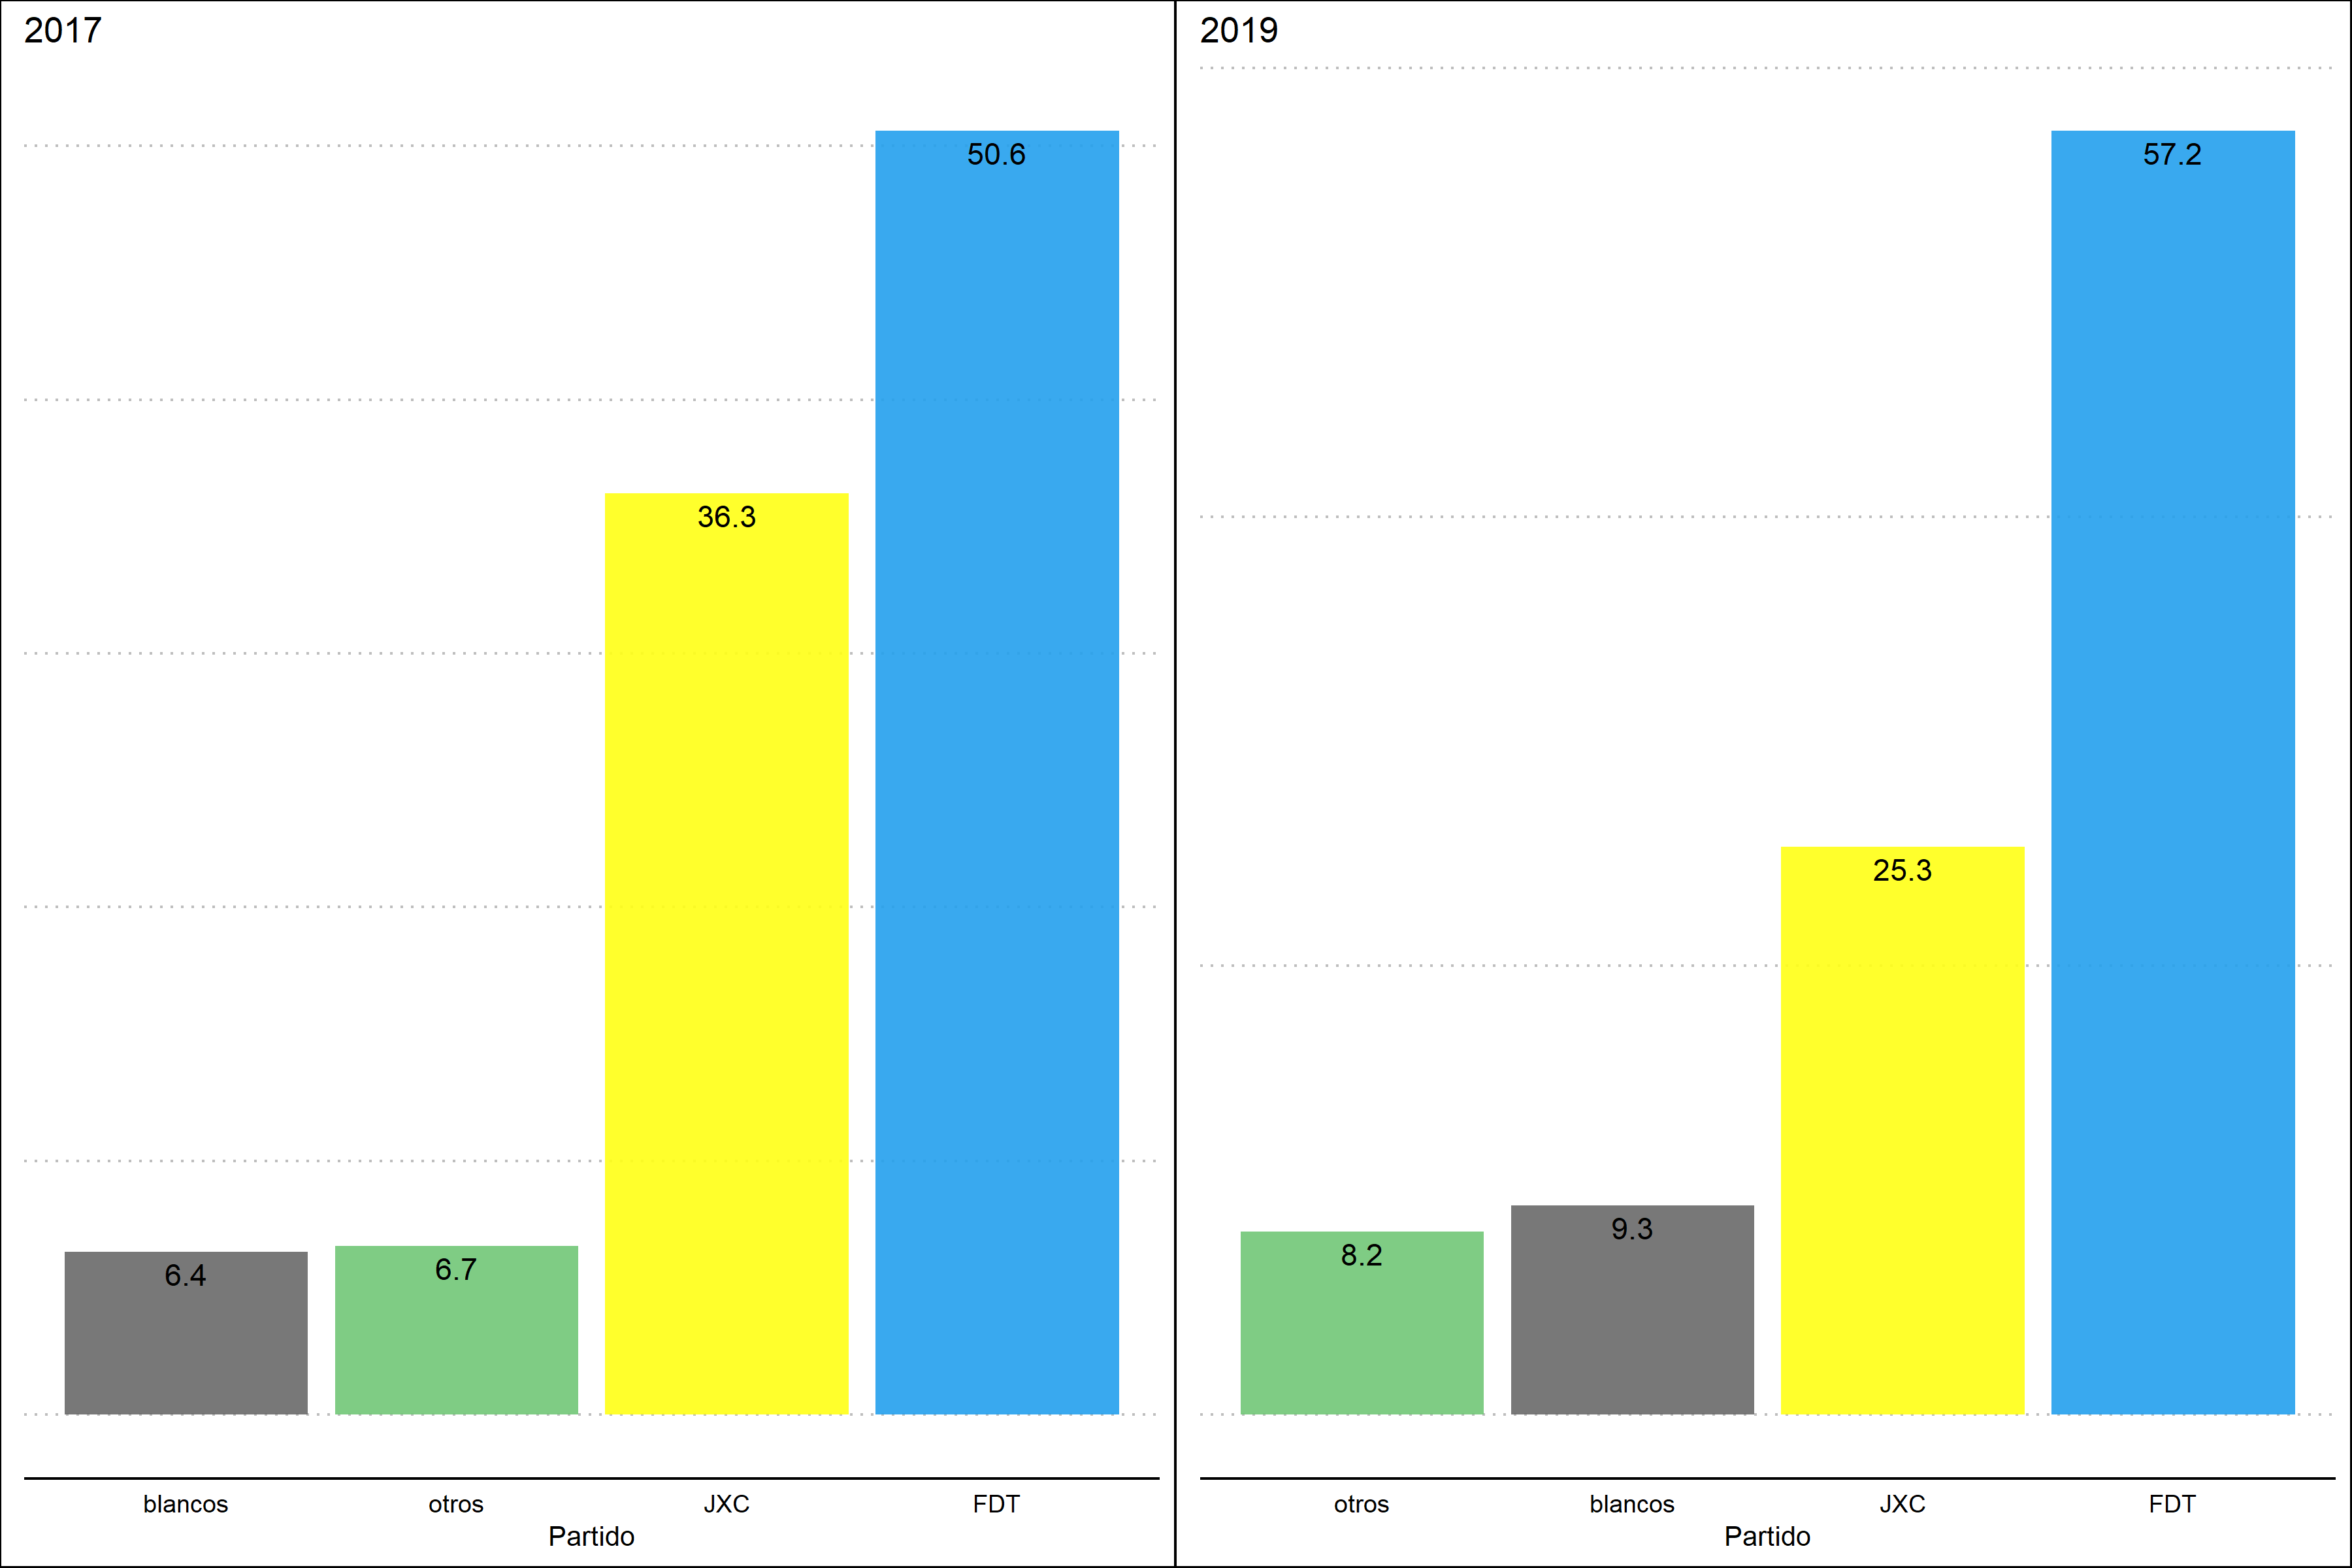 2017
50.6
36.3
6.7
6.4
blancos otros JXC FDT
Partido
2019
57.2
25.3
9.3
8.2
otros blancos JXC FDT
Partido